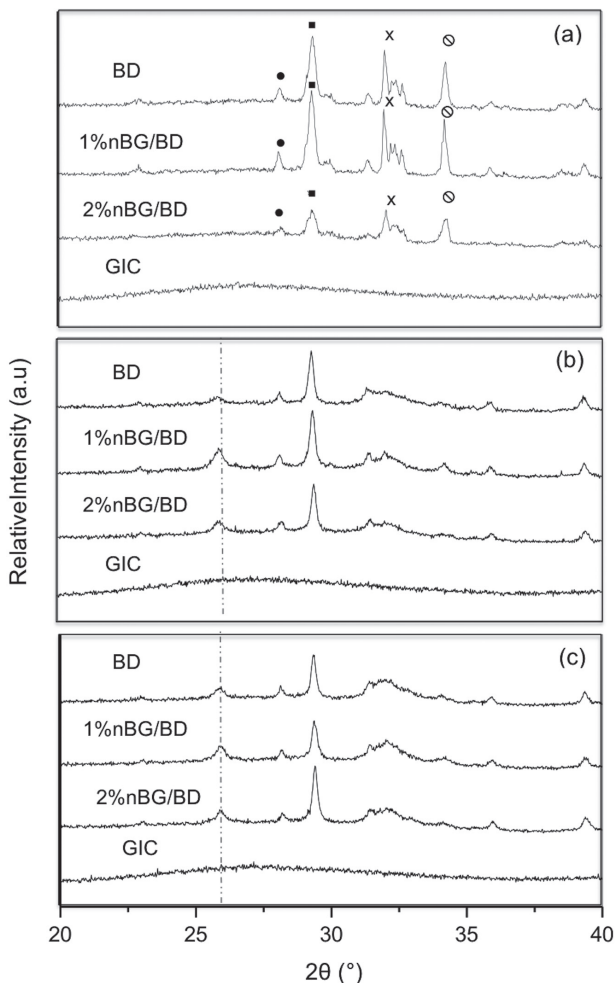 (a)
BD
x
1%nBG/BD
x
2%nBG/BD
x
GIC
(b)
BD
1%nBG/BD
2%nBG/BD
GIC
(c)
BD
1%nBG/BD
2%nBG/BD
GIC
20 25 30 35 40
2θ (°)
RelativeIntensity (a.u)